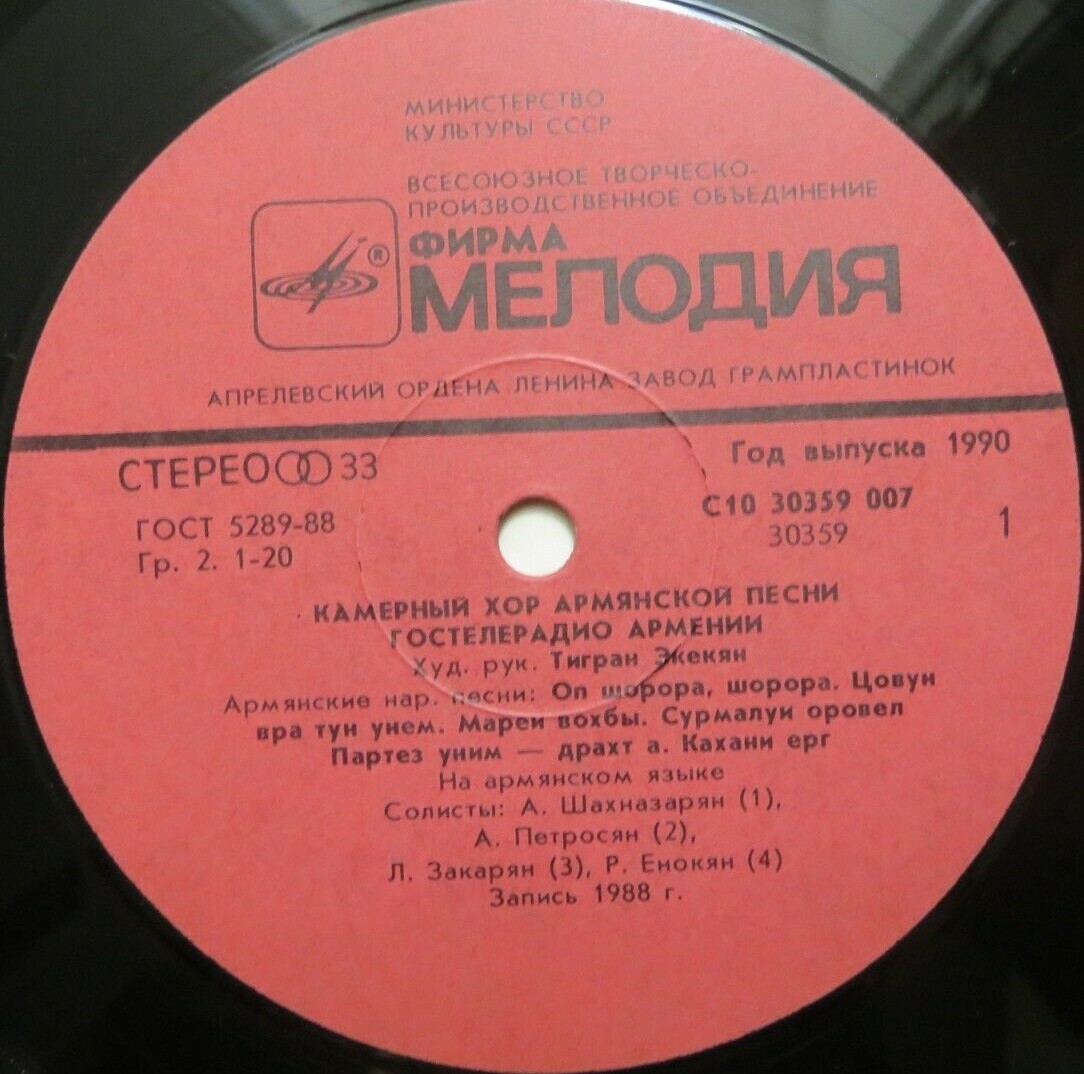 МИНИСТЕРСТВО
КУЛЬТУРЫ СССР
ВСЕСОЮЗНОЕ ТВОРЧЕСКО-
ПРОИЗВОДСТВЕННОЕ ОБЪЕДИНЕНИЕ
ФИРМА
®
МЕЛОДИЯ
АПРЕЛЕВСКИЙ ОРДЕНА ЛЕНИНА ЗАВОД ГРАМПЛАСТИНОК
СТЕРЕО 33
Год выпуска 1990
ГОСТ 5289-88
С10 30359 007
Гр. 2. 1-20
30359
1
КАМЕРНЫЙ ХОР АРМЯНСКОЙ ПЕСНИ
ГОСТЕЛЕРАДИО АРМЕНИИ
Худ. рук. Тигран Экекян
Армянские нар. песни: Оп шорора, шорора. Цовун
вра тун унем. Мареи вохбы. Сурмалуи оровел
Партез уним — драхт а. Кахани ерг
На армянском языке
Солисты: А. Шахназарян (1),
А. Петросян (2),
Л. Закарян (3), Р. Енокян (4)
Запись 1988 г.